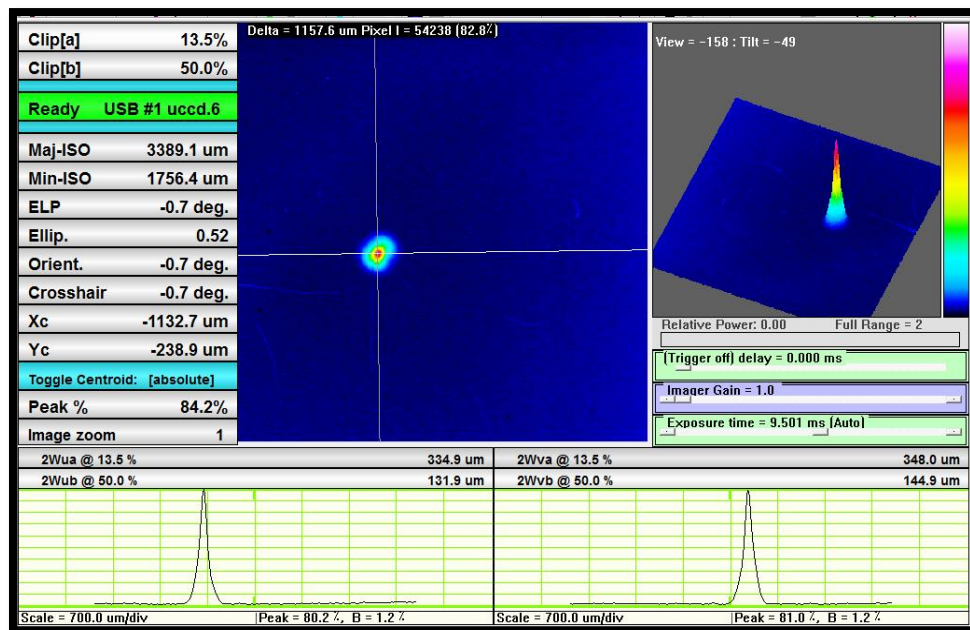 Clip[a] 13.5%
Clip[b] 50.0%
Ready USB #1 uccd.6
Maj-ISO 3389.1 um
Min-ISO 1756.4 um
ELP -0.7 deg.
Ellip. 0.52
Orient. -0.7 deg.
Crosshair -0.7 deg.
Xc -1132.7 um
Yc -238.9 um
Toggle Centroid: [absolute]
Peak % 84.2%
Image zoom 1
Delta = 1157.6 um Pixel I = 54238 (82.8%)
View = -158 : Tilt = -49
Relative Power: 0.00 Full Range = 2
(Trigger off) delay = 0.000 ms
Imager Gain = 1.0
Exposure time = 9.501 ms (Auto)
2Wua @ 13.5 % 334.9 um
2Wub @ 50.0 % 131.9 um
2Wva @ 13.5 % 348.0 um
2Wvb @ 50.0 % 144.9 um
Scale = 700.0 um/div Peak = 80.2 %, B = 1.2 %
Scale = 700.0 um/div Peak = 81.0 %, B = 1.2 %